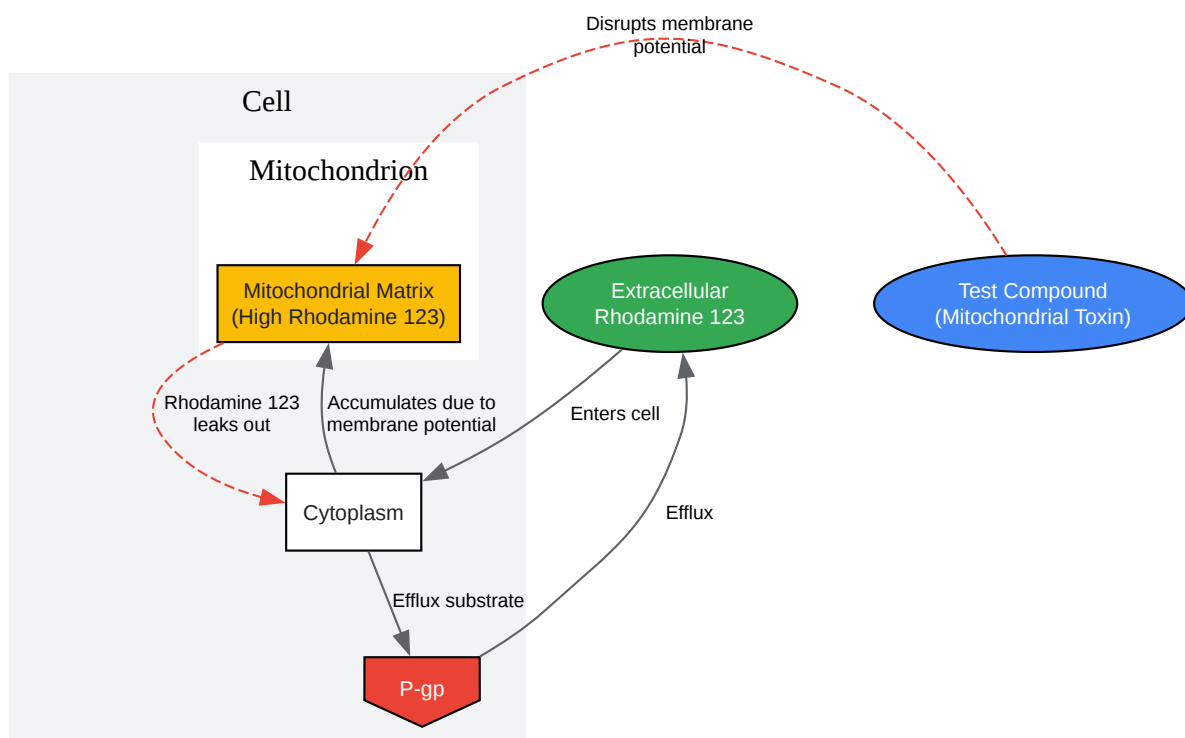 Disrupts membrane
potential
Cell
Mitochondrion
Mitochondrial Matrix
(High Rhodamine 123)
Extracellular
Rhodamine 123
Test Compound
(Mitochondrial Toxin)
Rhodamine 123
leaks out
Accumulates due to
membrane potential
Enters cell
Cytoplasm
Efflux
Efflux substrate
P-gp